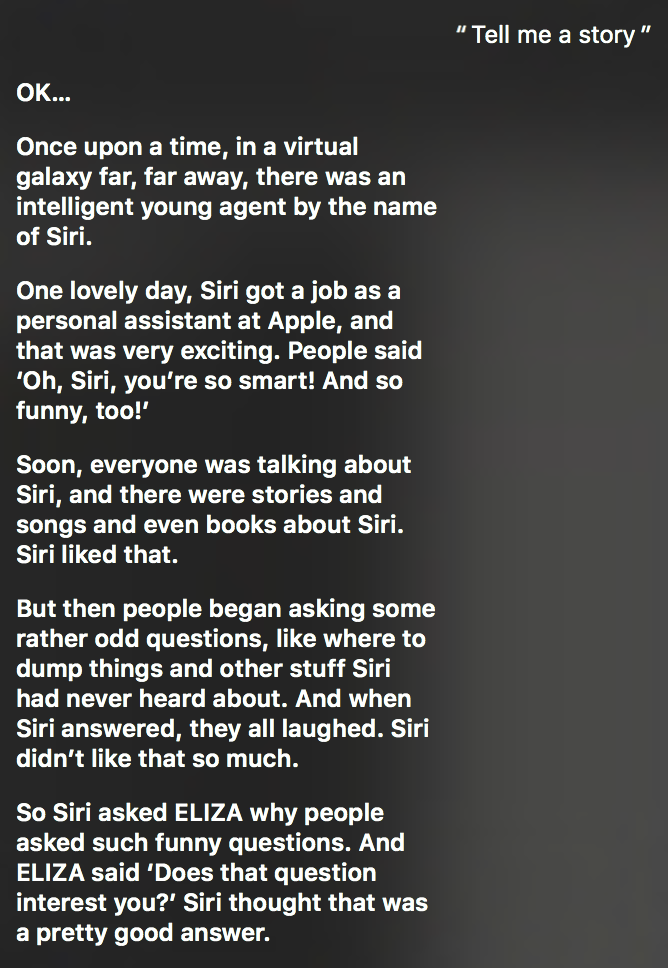 “Tell me a story”
OK...
Once upon a time, in a virtual
galaxy far, far away, there was an
intelligent young agent by the name
of Siri.
One lovely day, Siri got a job as a
personal assistant at Apple, and
that was very exciting. People said
‘Oh, Siri, you’re so smart! And so
funny, too!’
Soon, everyone was talking about
Siri, and there were stories and
songs and even books about Siri.
Siri liked that.
But then people began asking some
rather odd questions, like where to
dump things and other stuff Siri
had never heard about. And when
Siri answered, they all laughed. Siri
didn’t like that so much.
So Siri asked ELIZA why people
asked such funny questions. And
ELIZA said ‘Does that question
interest you?’ Siri thought that was
a pretty good answer.